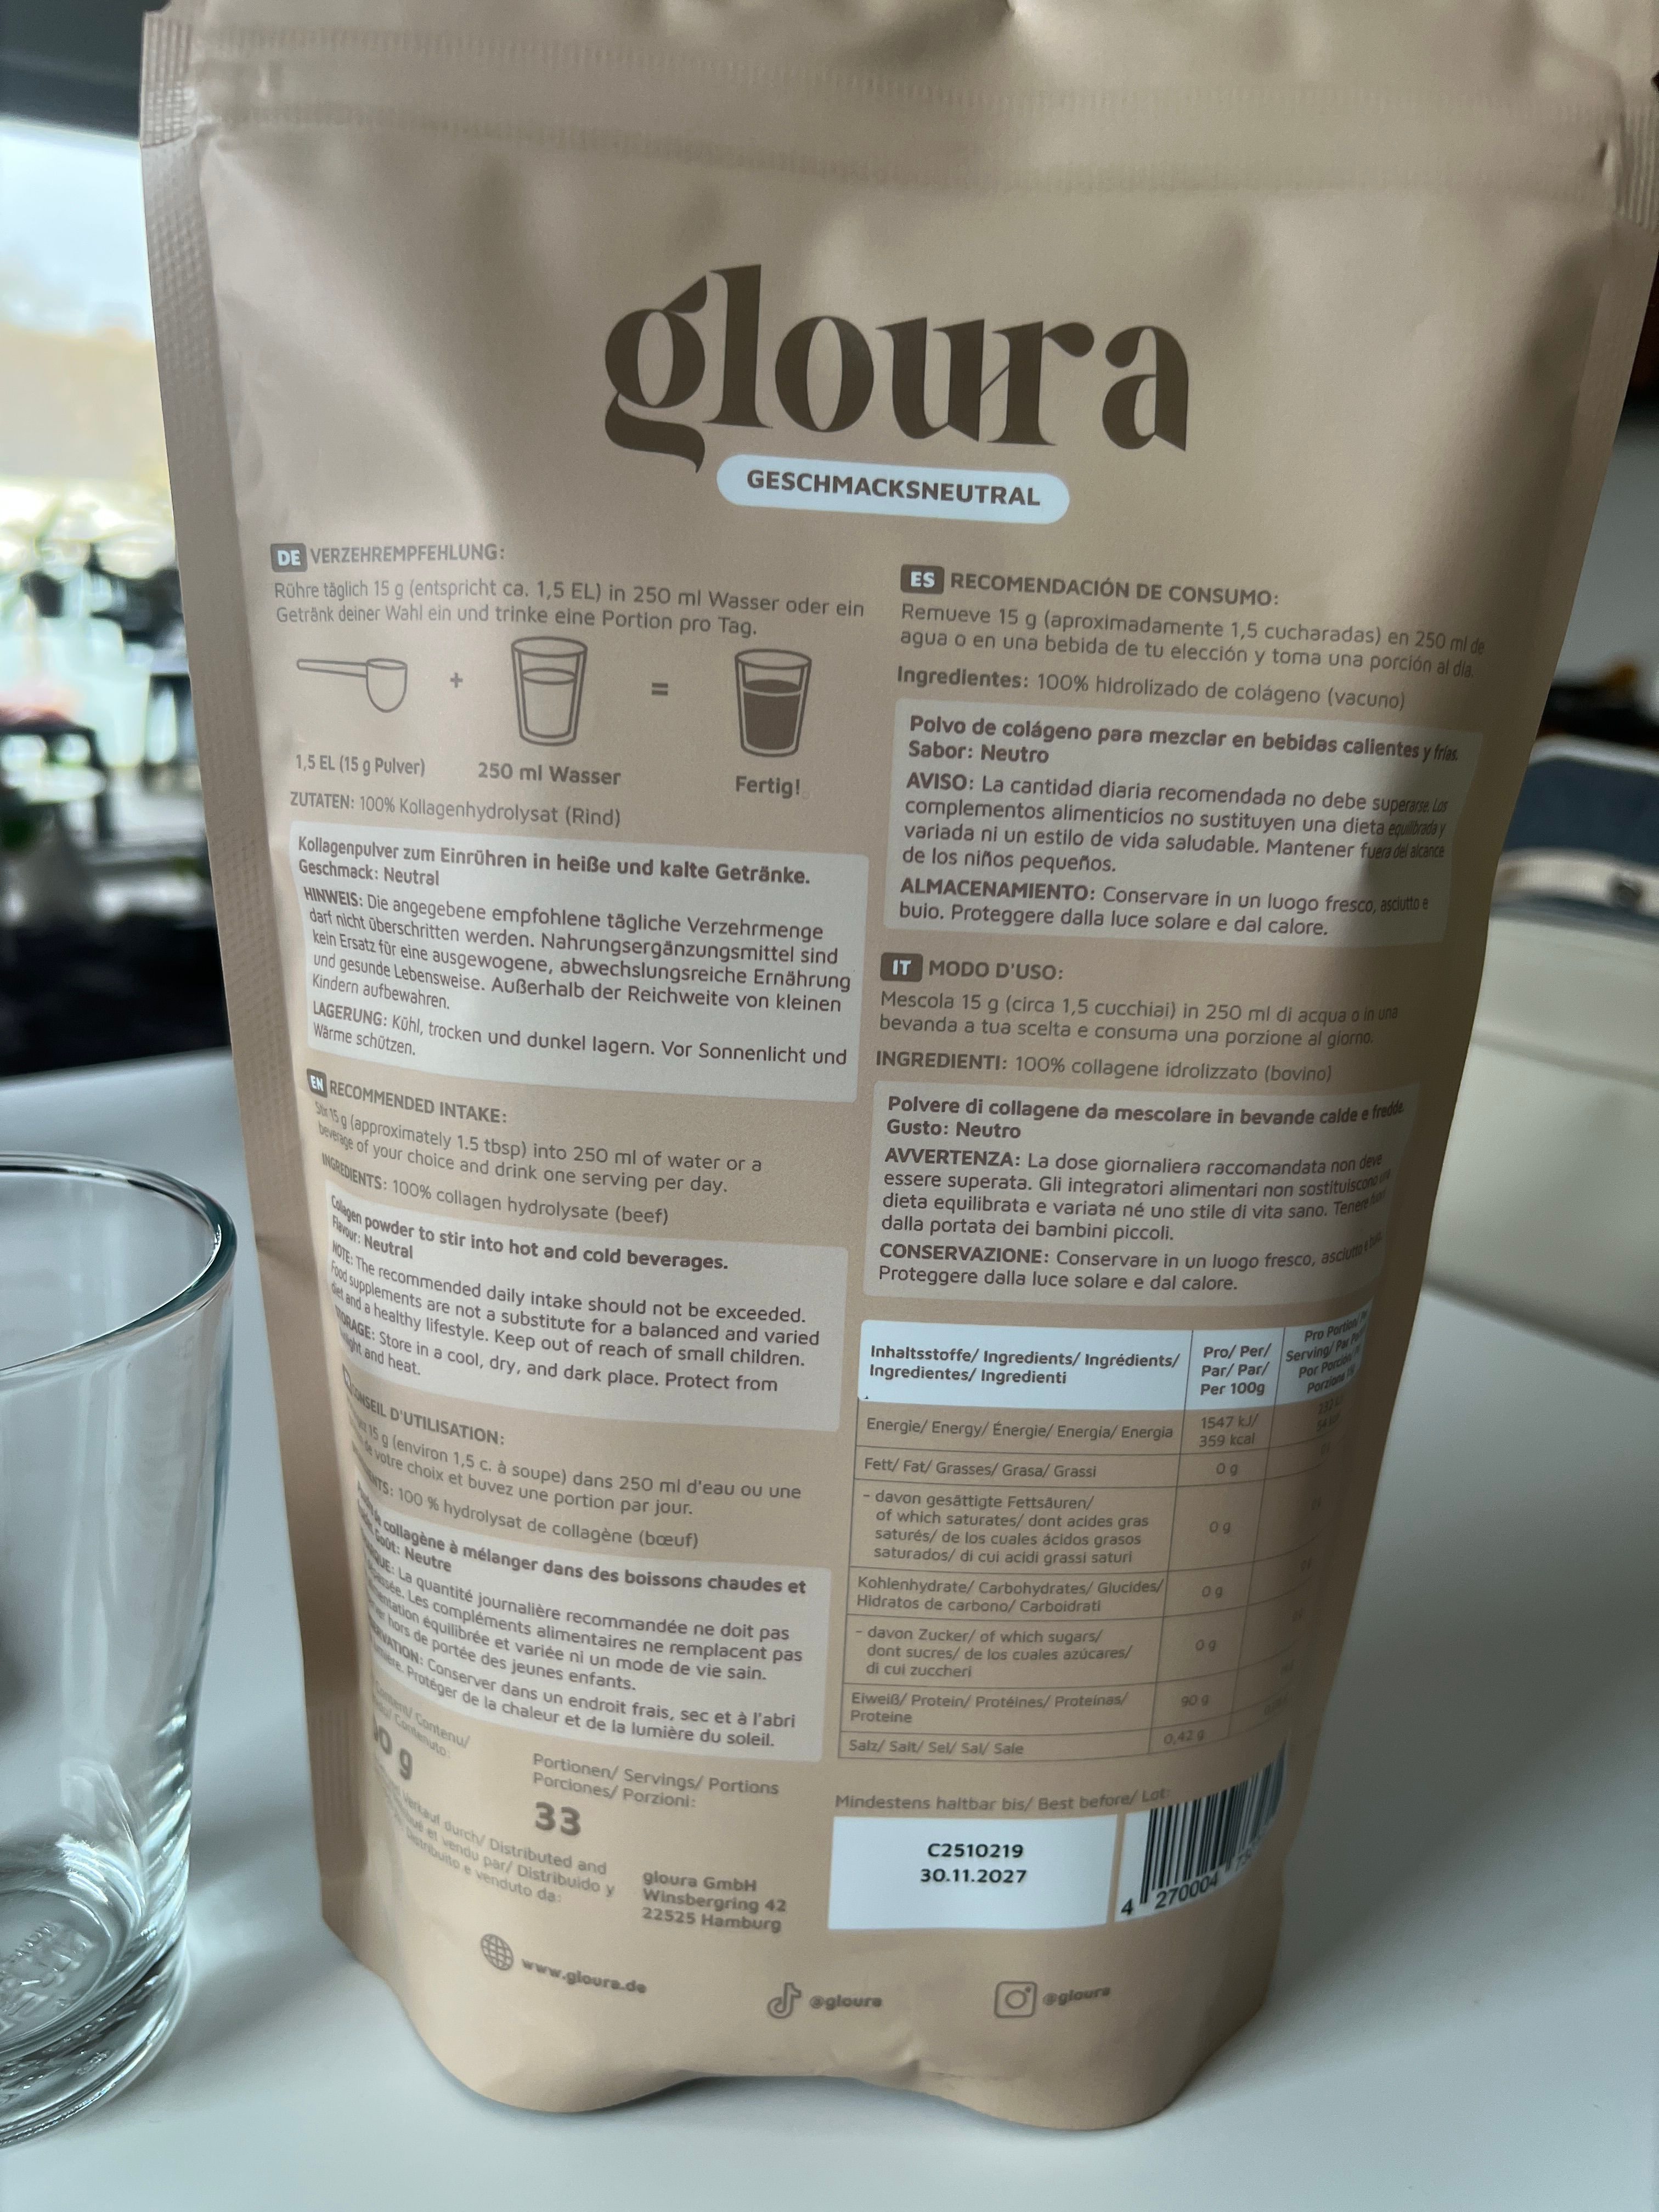 gloura
GESCHMACKSNEUTRAL
DE VERZEHREMPFEHLUNG:
Rühre täglich 15 g (entspricht ca. 1,5 EL) in 250 ml Wasser oder ein
Getränk deiner Wahl ein und trinke eine Portion pro Tag.
+
=
1,5 EL (15 g Pulver)
250 ml Wasser
Fertig!
ZUTATEN: 100% Kollagenhydrolysat (Rind)
Kollagenpulver zum Einrühren in heiße und kalte Getränke.
Geschmack: Neutral
HINWEIS: Die angegebene empfohlene tägliche Verzehrmenge
darf nicht überschritten werden. Nahrungsergänzungsmittel sind
kein Ersatz für eine ausgewogene, abwechslungsreiche Ernährung
und gesunde Lebensweise. Außerhalb der Reichweite von kleinen
Kindern aufbewahren.
LAGERUNG: Kühl, trocken und dunkel lagern. Vor Sonnenlicht und
Wärme schützen.
EN RECOMMENDED INTAKE:
Stir 15 g (approximately 1.5 tbsp) into 250 ml of water or a
beverage of your choice and drink one serving per day.
INGREDIENTS: 100% collagen hydrolysate (beef)
Collagen powder to stir into hot and cold beverages.
Flavour: Neutral
NOTE: The recommended daily intake should not be exceeded.
Food supplements are not a substitute for a balanced and varied
diet and a healthy lifestyle. Keep out of reach of small children.
STORAGE: Store in a cool, dry, and dark place. Protect from
and heat.
CONSEIL D'UTILISATION:
15 g (environ 1,5 c. à soupe) dans 250 ml d'eau ou une
de votre choix et buvez une portion par jour.
100 % hydrolysat de collagène (bœuf)
collagène à mélanger dans des boissons chaudes et
Goût: Neutre
La quantité journalière recommandée ne doit pas
Les compléments alimentaires ne remplacent pas
équilibrée et variée ni un mode de vie sain.
hors de portée des jeunes enfants.
Conserver dans un endroit frais, sec et à l'abri
Protéger de la chaleur et de la lumière du soleil.
Contenu/
Contenuto:
g
Portionen/ Servings/ Portions
Porciones/ Porzioni:
33
durch/ Distributed and
et vendu par/ Distribuido y
Distribuito e venduto da:
gloura GmbH
Winsbergring 42
22525 Hamburg
www.gloura.de
@gloura
@gloura
ES RECOMENDACIÓN DE CONSUMO:
Remueve 15 g (aproximadamente 1,5 cucharadas) en 250 ml de
agua o en una bebida de tu elección y toma una porción al día.
Ingredientes: 100% hidrolizado de colágeno (vacuno)
Polvo de colágeno para mezclar en bebidas calientes y frías.
Sabor: Neutro
AVISO: La cantidad diaria recomendada no debe superarse. Los
complementos alimenticios no sustituyen una dieta equilibrada y
variada ni un estilo de vida saludable. Mantener fuera del alcance
de los niños pequeños.
ALMACENAMIENTO: Conservare in un luogo fresco, asciutto e
buio. Proteggere dalla luce solare e dal calore.
IT MODO D'USO:
Mescola 15 g (circa 1,5 cucchiai) in 250 ml di acqua o in una
bevanda a tua scelta e consuma una porzione al giorno.
INGREDIENTI: 100% collagene idrolizzato (bovino)
Polvere di collagene da mescolare in bevande calde e fredde.
Gusto: Neutro
AVVERTENZA: La dose giornaliera raccomandata non deve
essere superata. Gli integratori alimentari non sostituiscono una
dieta equilibrata e variata né uno stile di vita sano. Tenere fuori
dalla portata dei bambini piccoli.
CONSERVAZIONE: Conservare in un luogo fresco, asciutto e
Proteggere dalla luce solare e dal calore.
Inhaltsstoffe/ Ingredients/ Ingrédients/
Ingredientes/ Ingredienti
Pro/ Per/
Par/ Par/
Per 100g
Pro Portion/
Serving/ Par
Por Porción/
Porzione
Energie/ Energy/ Énergie/ Energia/ Energia
1547 kJ/
359 kcal
Fett/ Fat/ Grasses/ Grasa/ Grassi
0 g
- davon gesättigte Fettsäuren/
of which saturates/ dont acides gras
saturés/ de los cuales ácidos grasos
saturados/ di cui acidi grassi saturi
0 g
Kohlenhydrate/ Carbohydrates/ Glucides/
Hidratos de carbono/ Carboidrati
0 g
- davon Zucker/ of which sugars/
dont sucres/ de los cuales azúcares/
di cui zuccheri
0 g
Eiweiß/ Protein/ Protéines/ Proteinas/
Proteine
90 g
Salz/ Salt/ Sel/ Sal/ Sale
0,42 g
Mindestens haltbar bis/ Best before/ Lot:
C2510219
30.11.2027
4 270004